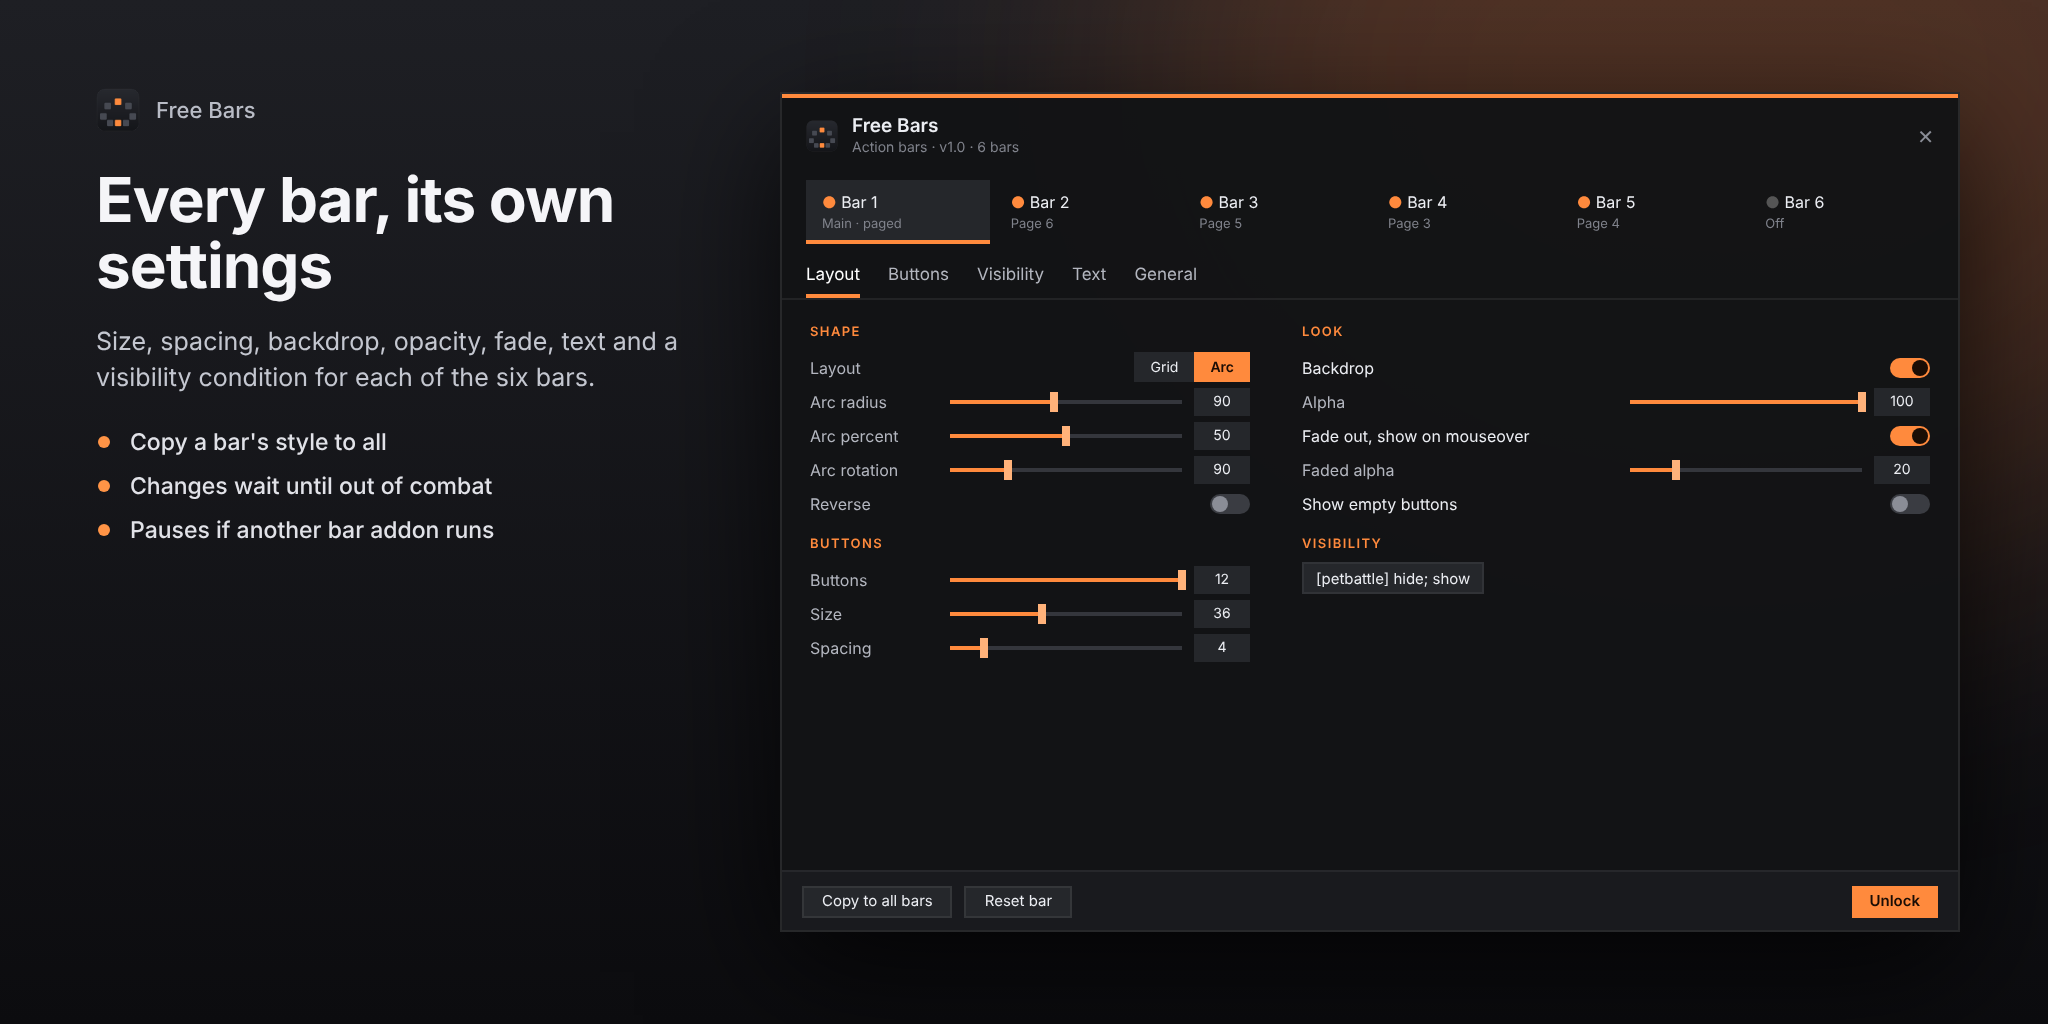 Free Bars
Every bar, its own
settings
Size, spacing, backdrop, opacity, fade, text and a
visibility condition for each of the six bars.
Copy a bar's style to all
Changes wait until out of combat
Pauses if another bar addon runs
Free Bars
Action bars · v1.0 · 6 bars
Bar 1
Main · paged
Bar 2
Page 6
Bar 3
Page 5
Bar 4
Page 3
Bar 5
Page 4
Bar 6
Off
Layout Buttons Visibility Text General
SHAPE
Layout Grid Arc
Arc radius 90
Arc percent 50
Arc rotation 90
Reverse
BUTTONS
Buttons 12
Size 36
Spacing 4
LOOK
Backdrop
Alpha 100
Fade out, show on mouseover
Faded alpha 20
Show empty buttons
VISIBILITY
[petbattle] hide; show
Copy to all bars Reset bar Unlock